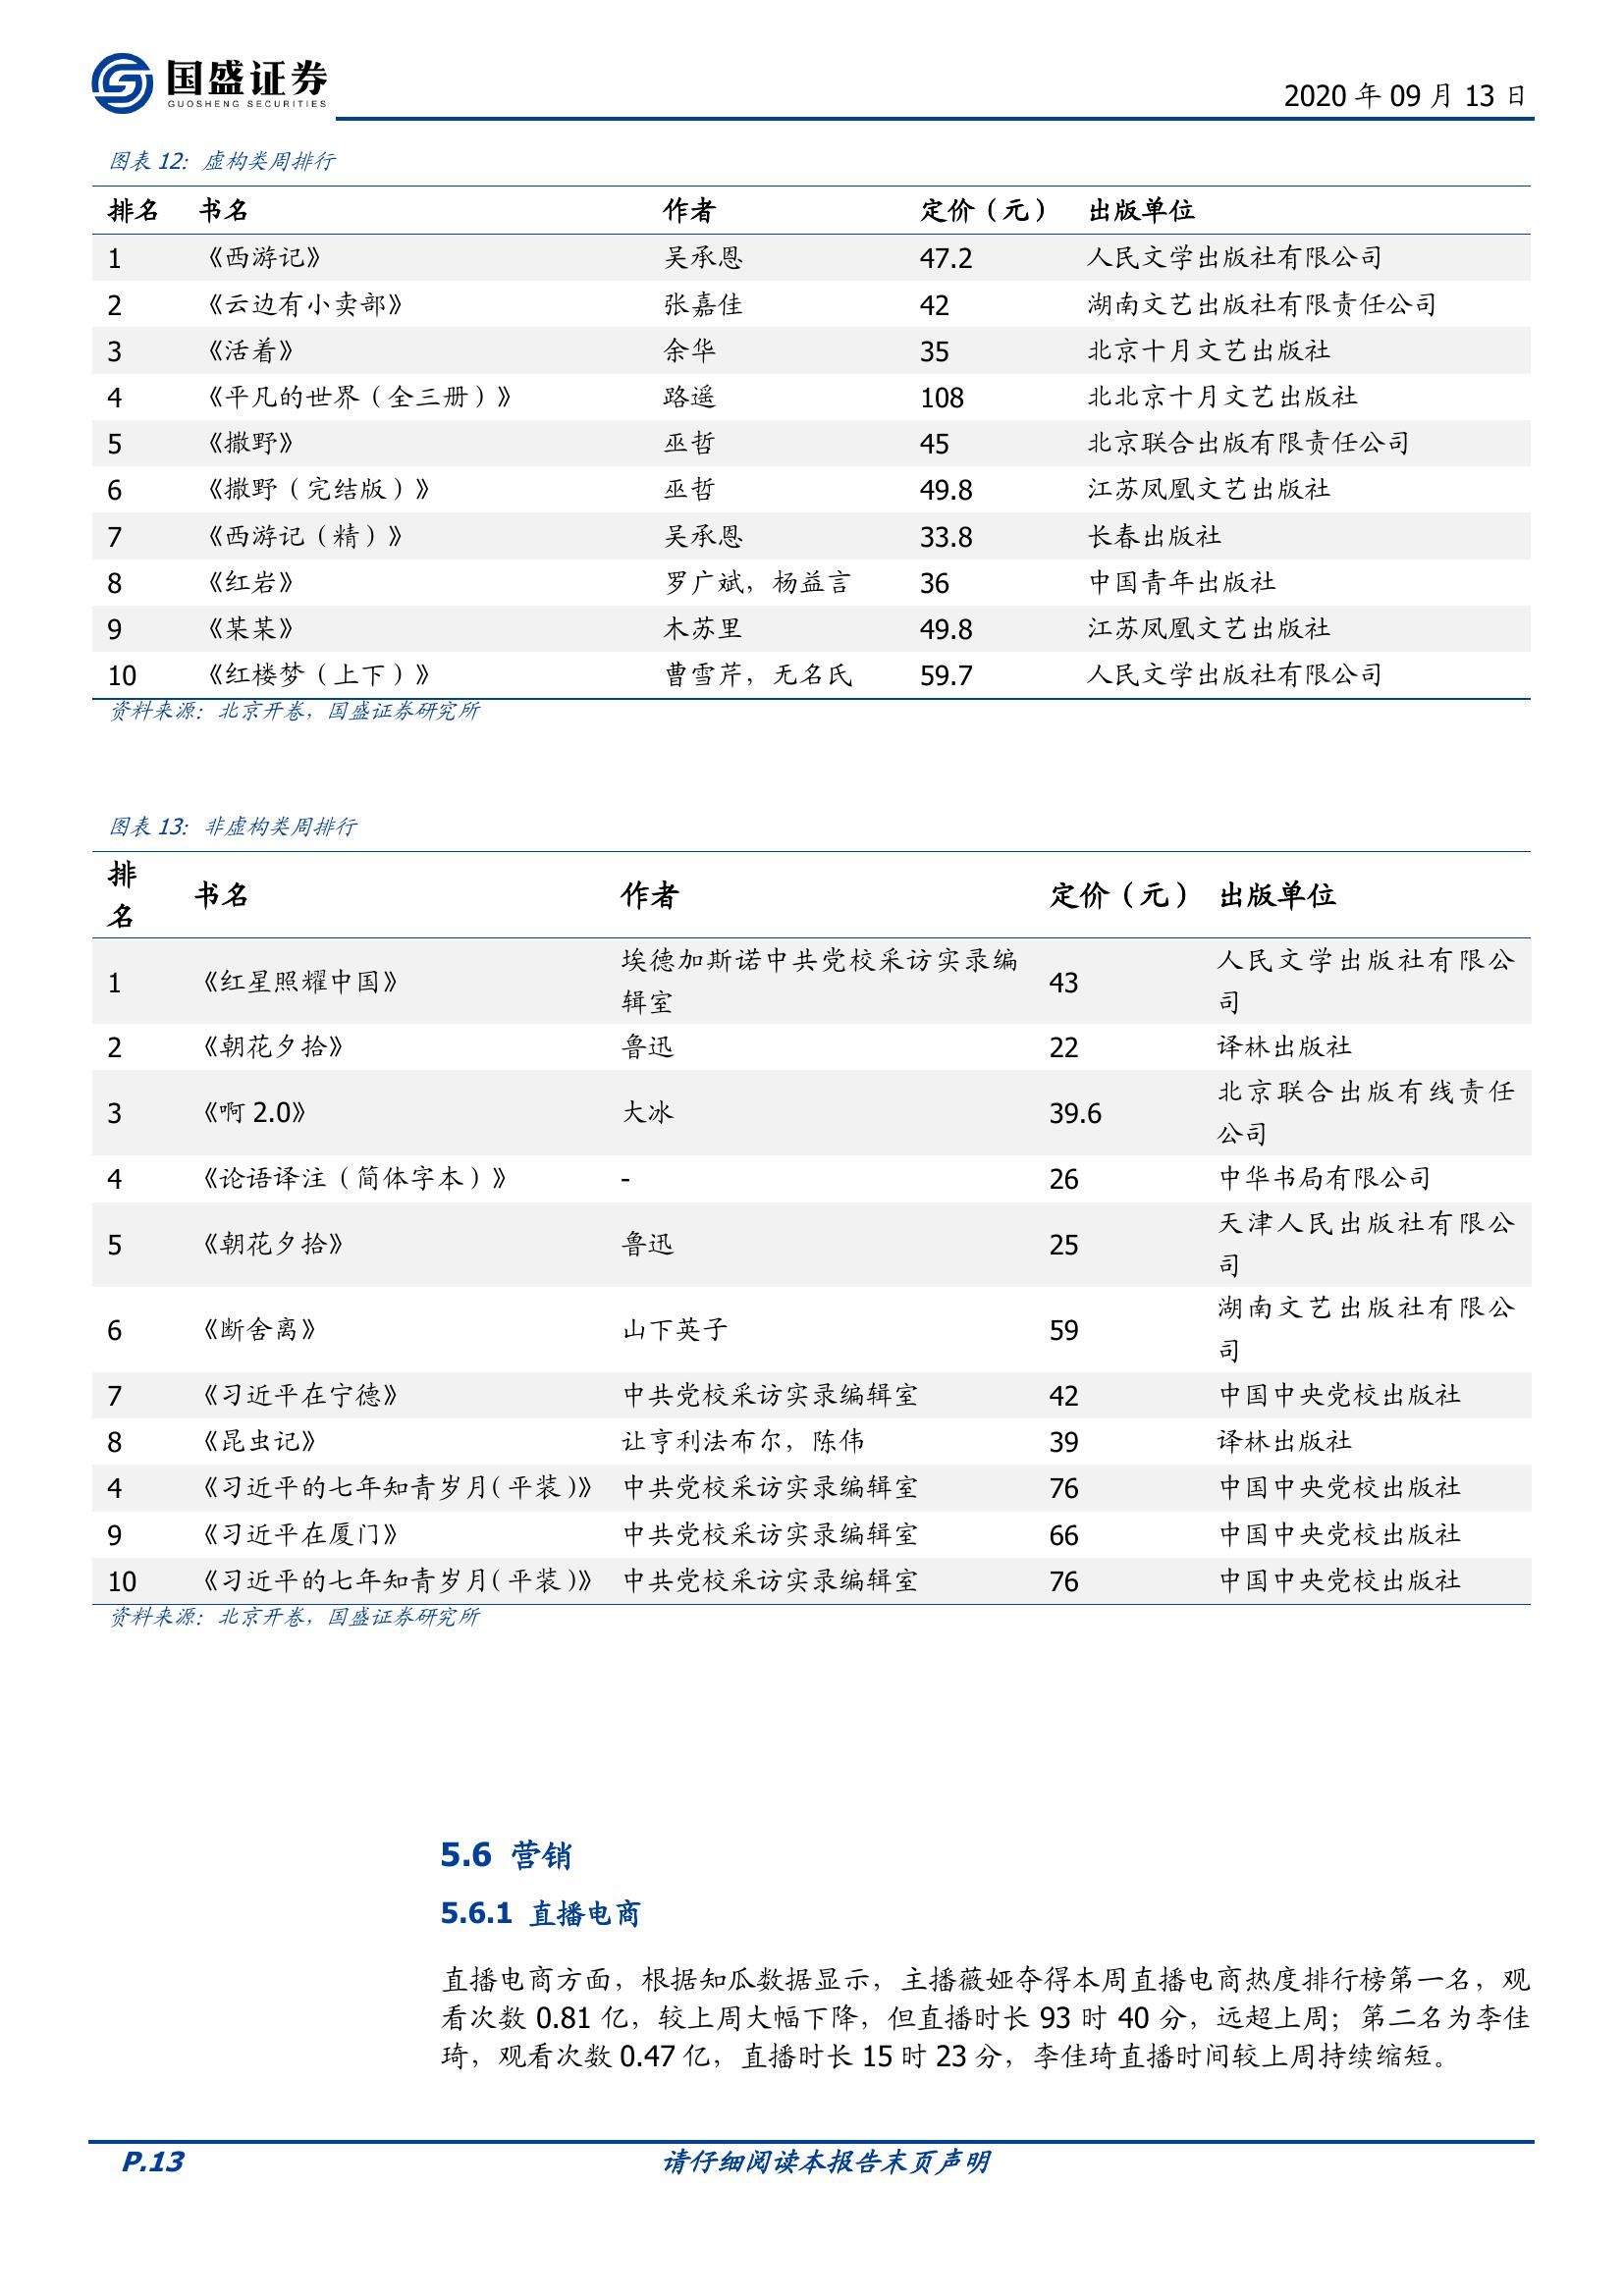 国盛证券
GUOSHENG SECURITIES
2020 年 09 月 13 日
图表 12：虚构类周排行
排名 书名 作者 定价（元） 出版单位
1 《西游记》 吴承恩 47.2 人民文学出版社有限公司
2 《云边有小卖部》 张嘉佳 42 湖南文艺出版社有限责任公司
3 《活着》 余华 35 北京十月文艺出版社
4 《平凡的世界（全三册）》 路遥 108 北北京十月文艺出版社
5 《撒野》 巫哲 45 北京联合出版有限责任公司
6 《撒野（完结版）》 巫哲 49.8 江苏凤凰文艺出版社
7 《西游记（精）》 吴承恩 33.8 长春出版社
8 《红岩》 罗广斌，杨益言 36 中国青年出版社
9 《某某》 木苏里 49.8 江苏凤凰文艺出版社
10 《红楼梦（上下）》 曹雪芹，无名氏 59.7 人民文学出版社有限公司
资料来源：北京开卷，国盛证券研究所
图表 13：非虚构类周排行
排
名
书名 作者 定价（元） 出版单位
1 《红星照耀中国》 埃德加斯诺中共党校采访实录编
辑室
43 人民文学出版社有限公
司
2 《朝花夕拾》 鲁迅 22 译林出版社
3 《啊 2.0》 大冰 39.6 北京联合出版有线责任
公司
4 《论语译注（简体字本）》 - 26 中华书局有限公司
5 《朝花夕拾》 鲁迅 25 天津人民出版社有限公
司
6 《断舍离》 山下英子 59 湖南文艺出版社有限公
司
7 《习近平在宁德》 中共党校采访实录编辑室 42 中国中央党校出版社
8 《昆虫记》 让亨利法布尔，陈伟 39 译林出版社
4 《习近平的七年知青岁月(平装)》 中共党校采访实录编辑室 76 中国中央党校出版社
9 《习近平在厦门》 中共党校采访实录编辑室 66 中国中央党校出版社
10 《习近平的七年知青岁月(平装)》 中共党校采访实录编辑室 76 中国中央党校出版社
资料来源：北京开卷，国盛证券研究所
5.6 营销
5.6.1 直播电商
直播电商方面，根据知瓜数据显示，主播薇娅夺得本周直播电商热度排行榜第一名，观
看次数 0.81 亿，较上周大幅下降，但直播时长 93 时 40 分，远超上周；第二名为李佳
琦，观看次数 0.47 亿，直播时长 15 时 23 分，李佳琦直播时间较上周持续缩短。
P.13 请仔细阅读本报告末页声明